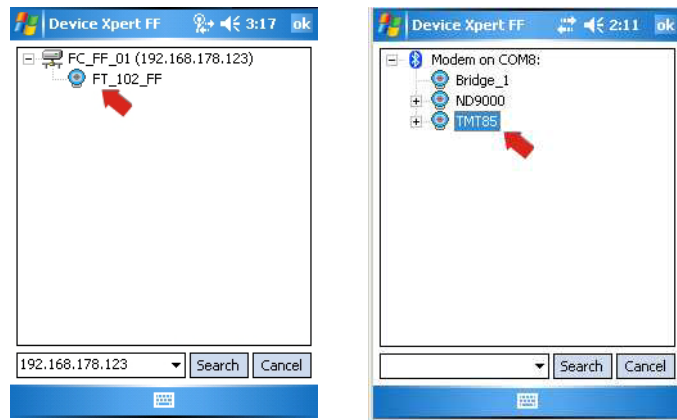 Device Xpert FF 3:17 ok
FC_FF_01 (192.168.178.123)
FT_102_FF
192.168.178.123 Search Cancel
Device Xpert FF 2:11 ok
Modem on COM8:
Bridge_1
ND9000
TMT85
Search Cancel